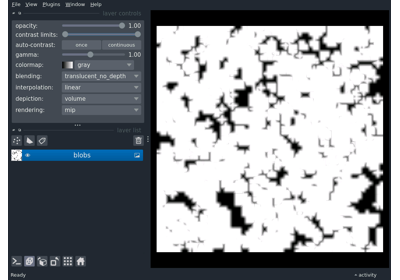 File View Plugins Window Help
layer controls
opacity: 1.00
contrast limits:
auto-contrast: once continuous
gamma: 1.00
colormap: gray
blending: translucent_no_depth
interpolation: linear
depiction: volume
rendering: mip
layer list
blobs
Ready activity